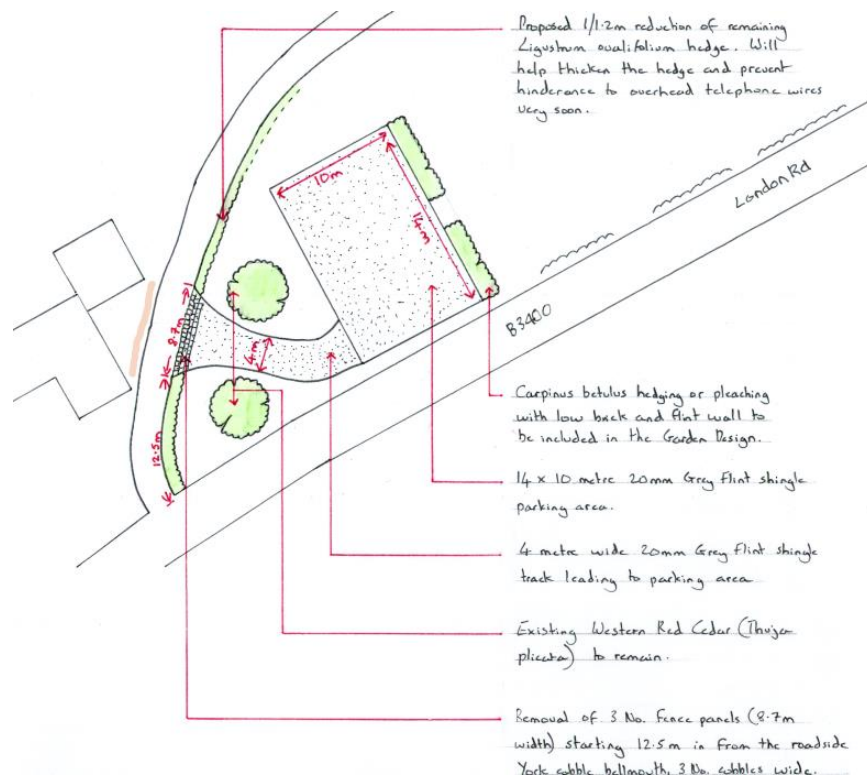 Proposed 1/1.2m reduction of remaining
Ligustrum ovalifolium hedge. Will
help thicken the hedge and prevent
hinderance to overhead telephone wires
very soon.
10m
14m
London Rd
8.7m
4m
B3400
12.5m
Carpinus betulus hedging or pleaching
with low brick and flint wall to
be included in the Garden Design.
14 x 10 metre 20mm Grey Flint shingle
parking area.
4 metre wide 20mm Grey Flint shingle
track leading to parking area
Existing Western Red Cedar (Thuja
plicata) to remain.
Removal of 3 No. Fence panels (8.7m
width) starting 12.5m in from the roadside
York cobble bellmouth, 3 No. cobbles wide.